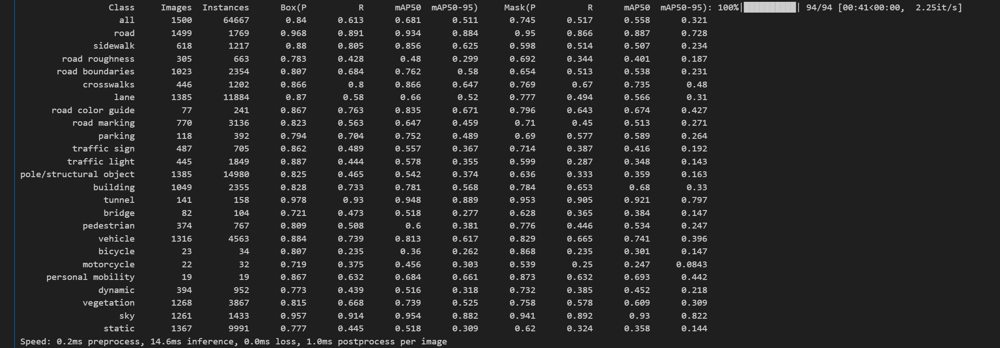 Class Images Instances Box(P R mAP50 mAP50-95) Mask(P R mAP50 mAP50-95): 100%|██████████| 94/94 [00:41<00:00, 2.25it/s]
all 1500 64667 0.84 0.613 0.681 0.511 0.745 0.517 0.558 0.321
road 1499 1769 0.968 0.891 0.934 0.884 0.95 0.866 0.887 0.728
sidewalk 618 1217 0.88 0.805 0.856 0.625 0.598 0.514 0.507 0.234
road roughness 305 663 0.783 0.428 0.48 0.299 0.692 0.344 0.401 0.187
road boundaries 1023 2354 0.807 0.684 0.762 0.58 0.654 0.513 0.538 0.231
crosswalks 446 1202 0.866 0.8 0.866 0.647 0.769 0.67 0.735 0.48
lane 1385 11884 0.87 0.58 0.66 0.52 0.777 0.494 0.566 0.31
road color guide 77 241 0.867 0.763 0.835 0.671 0.796 0.643 0.674 0.427
road marking 770 3136 0.823 0.563 0.647 0.459 0.71 0.45 0.513 0.271
parking 118 392 0.794 0.704 0.752 0.489 0.69 0.577 0.589 0.264
traffic sign 487 705 0.862 0.489 0.557 0.367 0.714 0.387 0.416 0.192
traffic light 445 1849 0.887 0.444 0.578 0.355 0.599 0.287 0.348 0.143
pole/structural object 1385 14980 0.825 0.465 0.542 0.374 0.636 0.333 0.359 0.163
building 1049 2355 0.828 0.733 0.781 0.568 0.784 0.653 0.68 0.33
tunnel 141 158 0.978 0.93 0.948 0.889 0.953 0.905 0.921 0.797
bridge 82 104 0.721 0.473 0.518 0.277 0.628 0.365 0.384 0.147
pedestrian 374 767 0.809 0.508 0.6 0.381 0.776 0.446 0.534 0.247
vehicle 1316 4563 0.884 0.739 0.813 0.617 0.829 0.665 0.741 0.396
bicycle 23 34 0.807 0.235 0.36 0.262 0.868 0.235 0.301 0.147
motorcycle 22 32 0.719 0.375 0.456 0.303 0.539 0.25 0.247 0.0843
personal mobility 19 19 0.867 0.632 0.684 0.661 0.873 0.632 0.693 0.442
dynamic 394 952 0.773 0.439 0.516 0.318 0.732 0.385 0.452 0.218
vegetation 1268 3867 0.815 0.668 0.739 0.525 0.758 0.578 0.609 0.309
sky 1261 1433 0.957 0.914 0.954 0.882 0.941 0.892 0.93 0.822
static 1367 9991 0.777 0.445 0.518 0.309 0.62 0.324 0.358 0.144
Speed: 0.2ms preprocess, 14.6ms inference, 0.0ms loss, 1.0ms postprocess per image